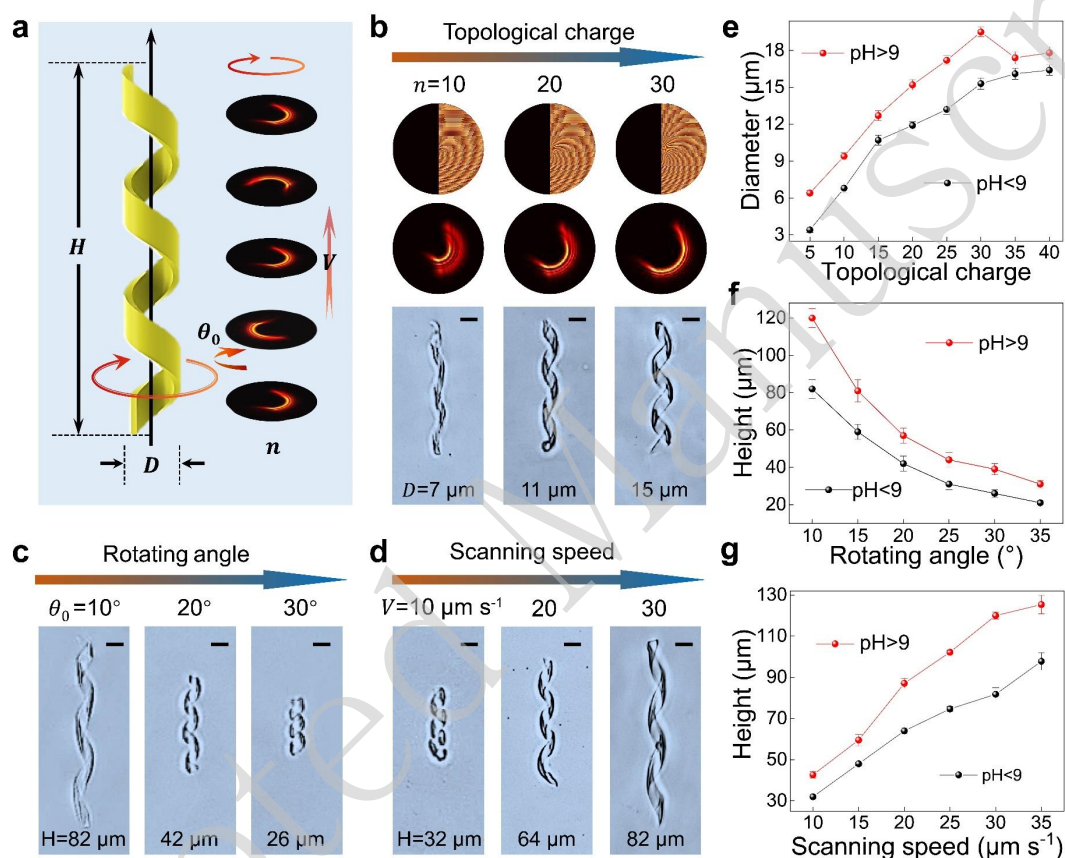 a
H
V
θ₀
D
n
b
Topological charge
n=10 20 30
D=7 μm 11 μm 15 μm
c
Rotating angle
θ₀=10° 20° 30°
H=82 μm 42 μm 26 μm
d
Scanning speed
V=10 μm s⁻¹ 20 30
H=32 μm 64 μm 82 μm
e
Diameter (μm)
18
15
12
9
6
3
pH>9
pH<9
5 10 15 20 25 30 35 40
Topological charge
f
Height (μm)
120
100
80
60
40
20
pH>9
pH<9
10 15 20 25 30 35
Rotating angle (°)
g
Height (μm)
130
110
90
70
50
30
pH>9
pH<9
10 15 20 25 30 35
Scanning speed (μm s⁻¹)